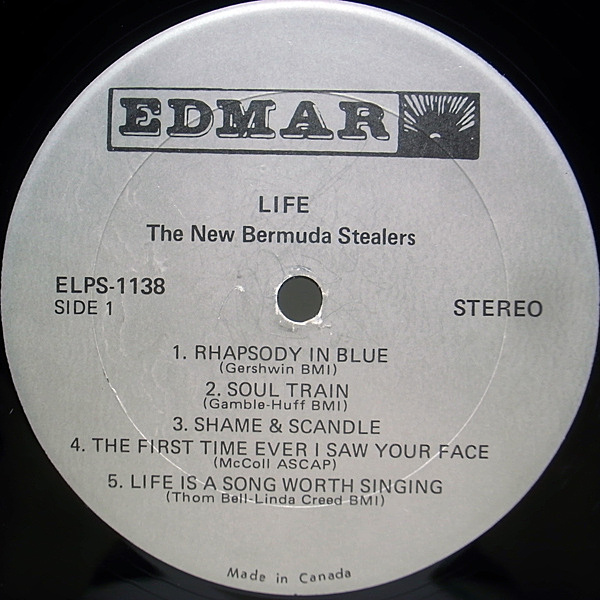 EDMAR
LIFE
The New Bermuda Stealers
ELPS-1138
SIDE 1
STEREO
1. RHAPSODY IN BLUE
(Gershwin BMI)
2. SOUL TRAIN
(Gamble-Huff BMI)
3. SHAME & SCANDLE
4. THE FIRST TIME EVER I SAW YOUR FACE
(McColl ASCAP)
5. LIFE IS A SONG WORTH SINGING
(Thom Bell-Linda Creed BMI)
Made in Canada